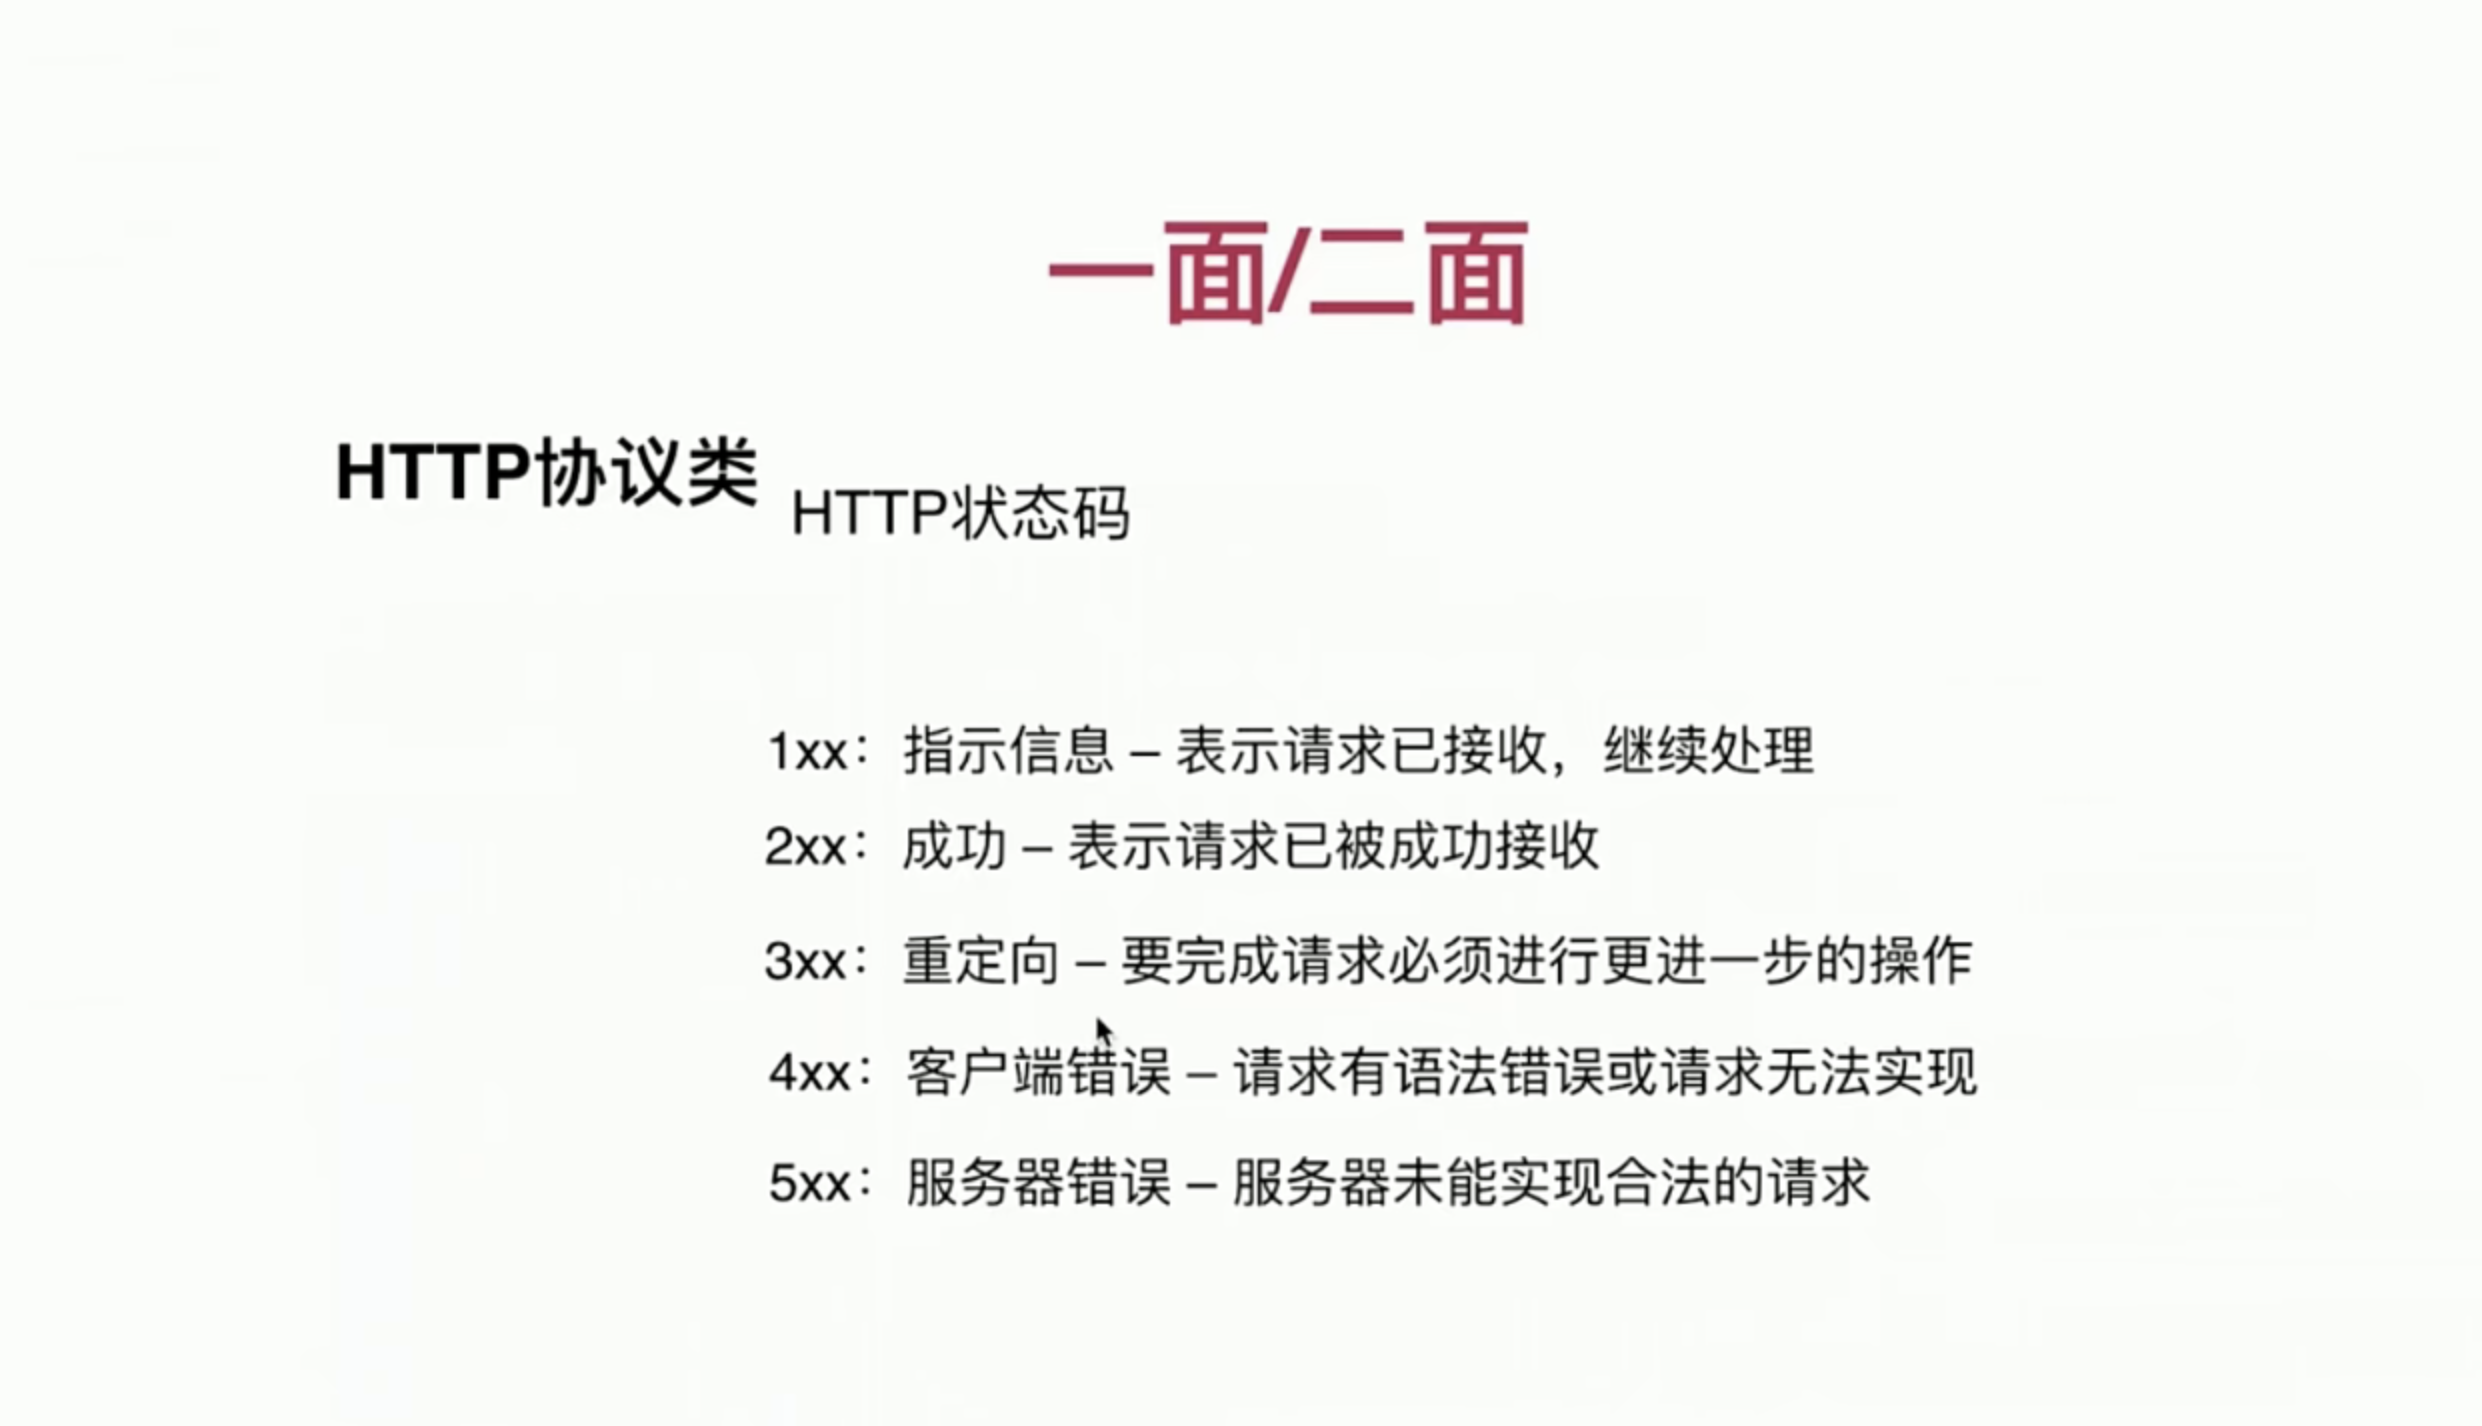 一面/二面
HTTP协议类
HTTP状态码
1xx：指示信息 – 表示请求已接收，继续处理
2xx：成功 – 表示请求已被成功接收
3xx：重定向 – 要完成请求必须进行更进一步的操作
4xx：客户端错误 – 请求有语法错误或请求无法实现
5xx：服务器错误 – 服务器未能实现合法的请求